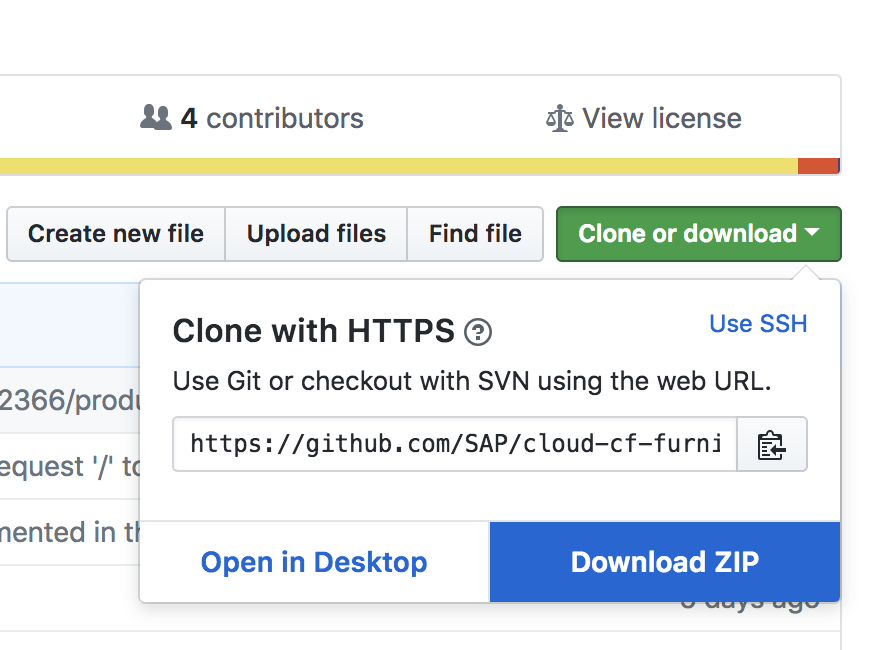 4 contributors
View license
Create new file
Upload files
Find file
Clone or download
Clone with HTTPS
Use SSH
Use Git or checkout with SVN using the web URL.
2366/produ
https://github.com/SAP/cloud-cf-furni
equest '/' to
mented in th
Open in Desktop
Download ZIP
days ago